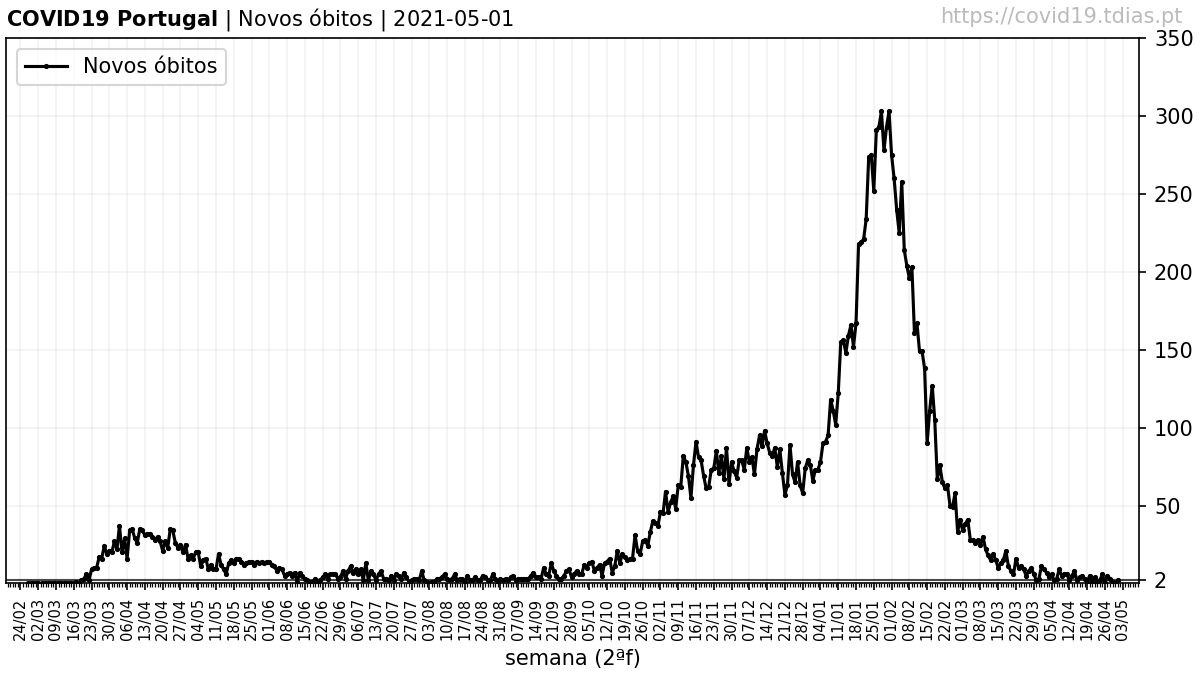 COVID19 Portugal | Novos óbitos | 2021-05-01
https://covid19.tdias.pt
Novos óbitos
350
300
250
200
150
100
50
2
24/02 02/03 09/03 16/03 23/03 30/03 06/04 13/04 20/04 27/04 04/05 11/05 18/05 25/05 01/06 08/06 15/06 22/06 29/06 06/07 13/07 20/07 27/07 03/08 10/08 17/08 24/08 31/08 07/09 14/09 21/09 28/09 05/10 12/10 19/10 26/10 02/11 09/11 16/11 23/11 30/11 07/12 14/12 21/12 28/12 04/01 11/01 18/01 25/01 01/02 08/02 15/02 22/02 01/03 08/03 15/03 22/03 29/03 05/04 12/04 19/04 26/04 03/05
semana (2ªf)